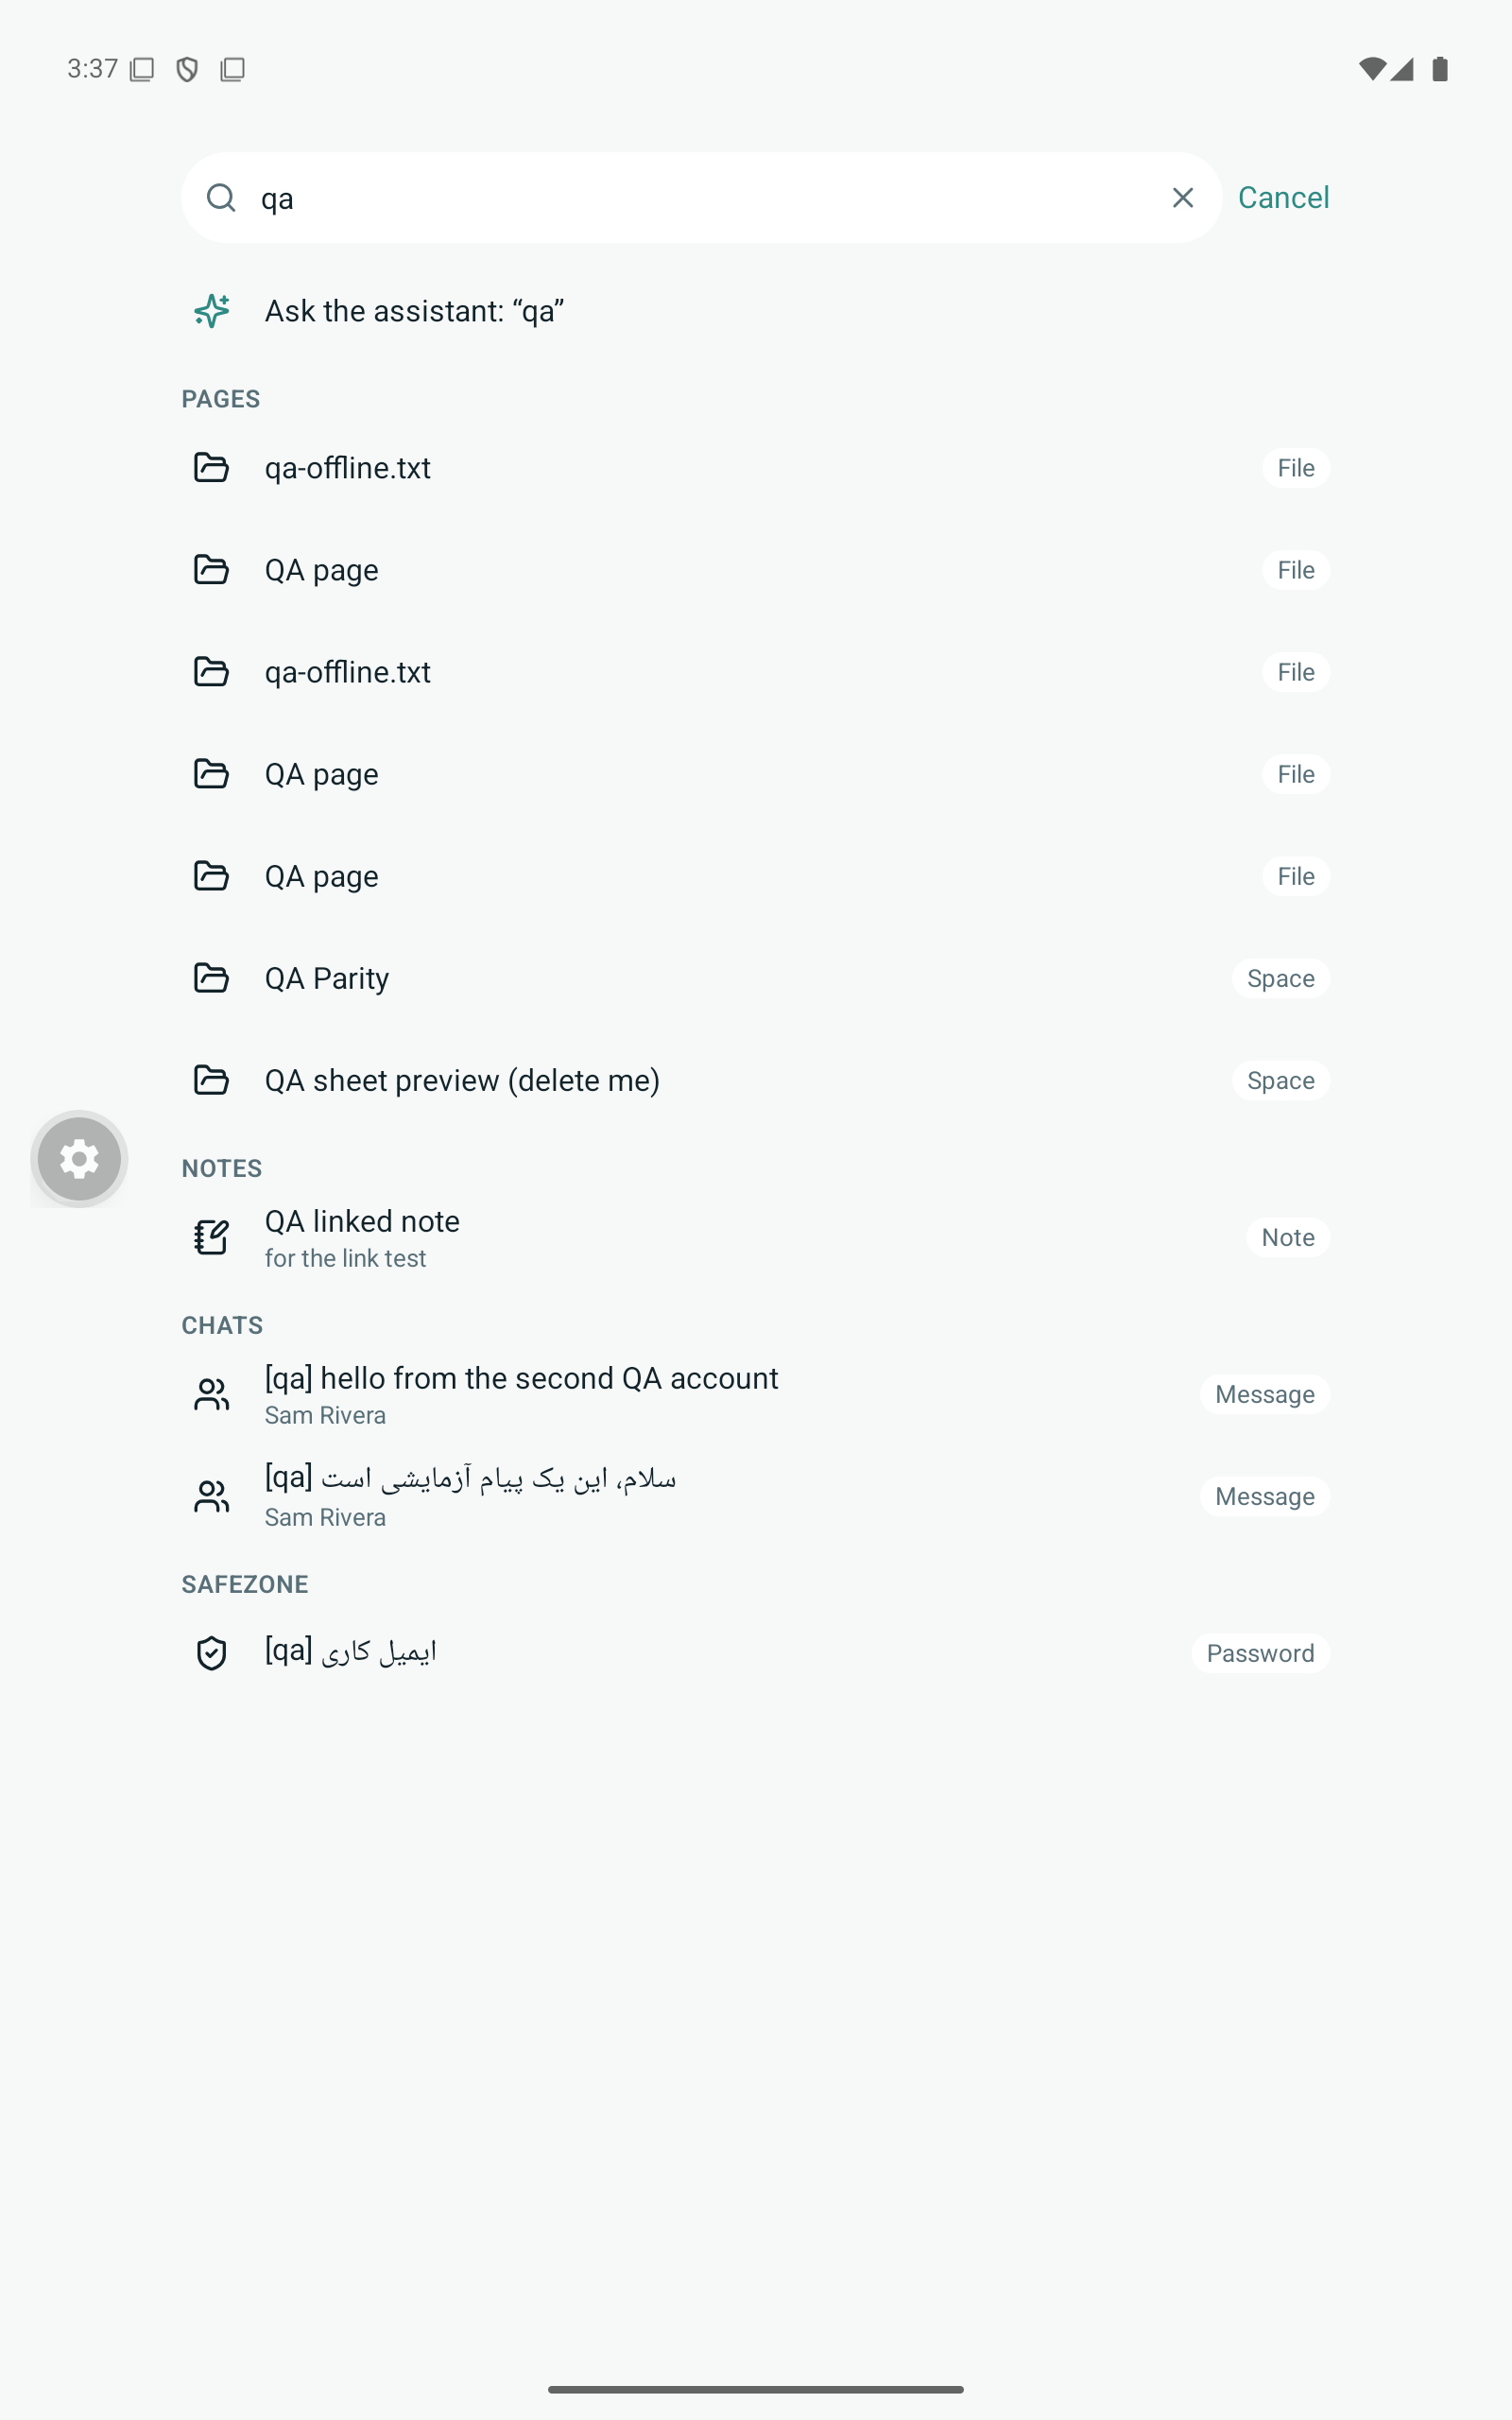 3:37
qa
Cancel
Ask the assistant: “qa”
PAGES
qa-offline.txt
File
QA page
File
qa-offline.txt
File
QA page
File
QA page
File
QA Parity
Space
QA sheet preview (delete me)
Space
NOTES
QA linked note
for the link test
Note
CHATS
[qa] hello from the second QA account
Sam Rivera
Message
[qa] سلام، این یک پیام آزمایشی است
Sam Rivera
Message
SAFEZONE
[qa] ایمیل کاری
Password